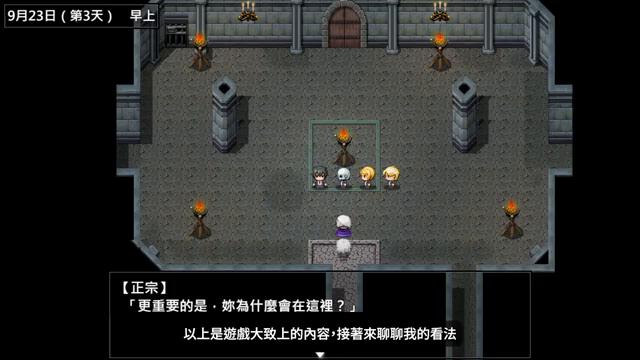 9月23日（第3天） 早上
【正宗】
「更重要的是，妳為什麼會在這裡？」
以上是遊戲大致上的內容,接著來聊聊我的看法